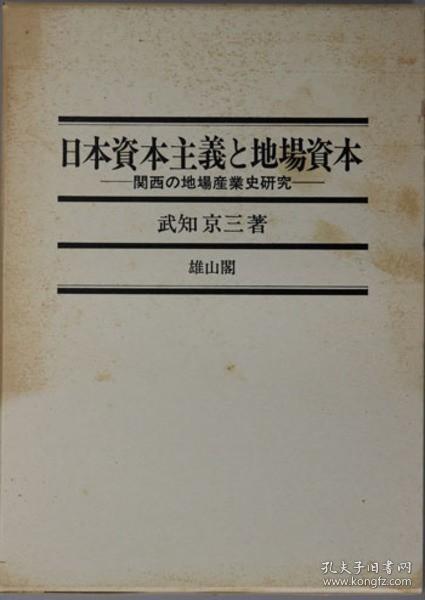 日本資本主義と地場資本
──関西の地場産業史研究──
武知京三著
雄山閣
孔夫子旧书网
www.kongfz.com